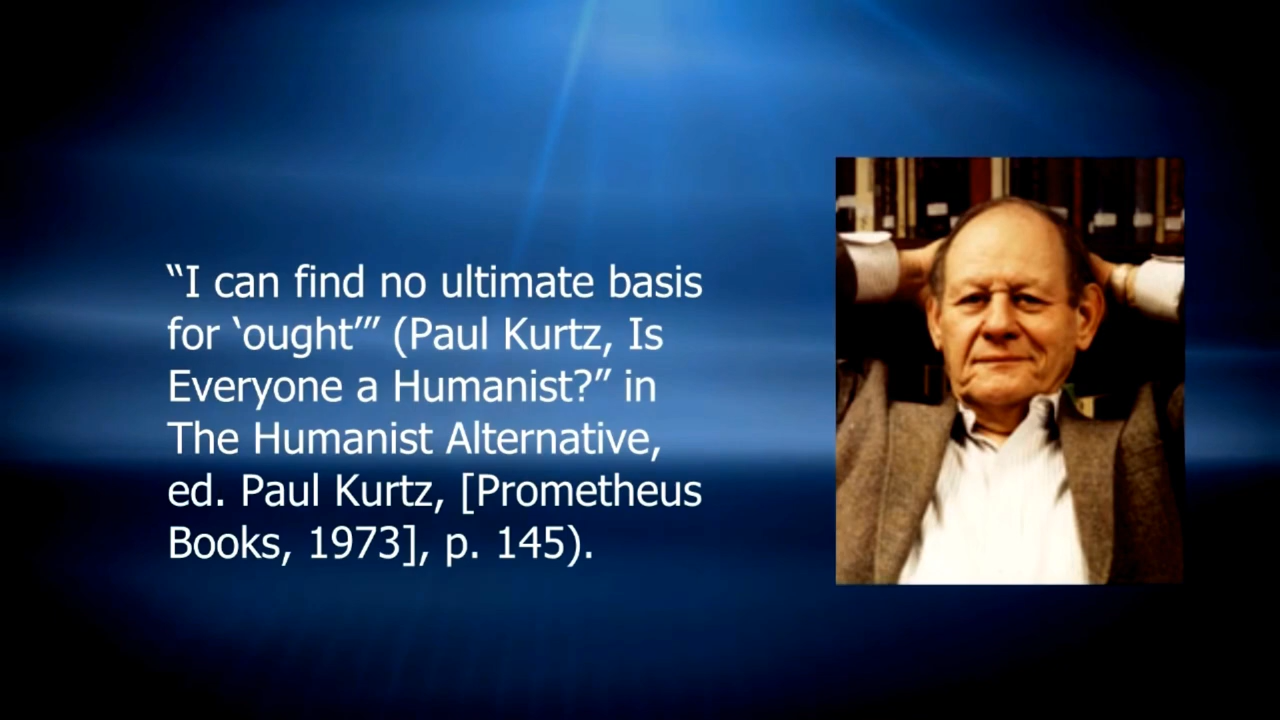 “I can find no ultimate basis
for ‘ought’” (Paul Kurtz, Is
Everyone a Humanist?” in
The Humanist Alternative,
ed. Paul Kurtz, [Prometheus
Books, 1973], p. 145).